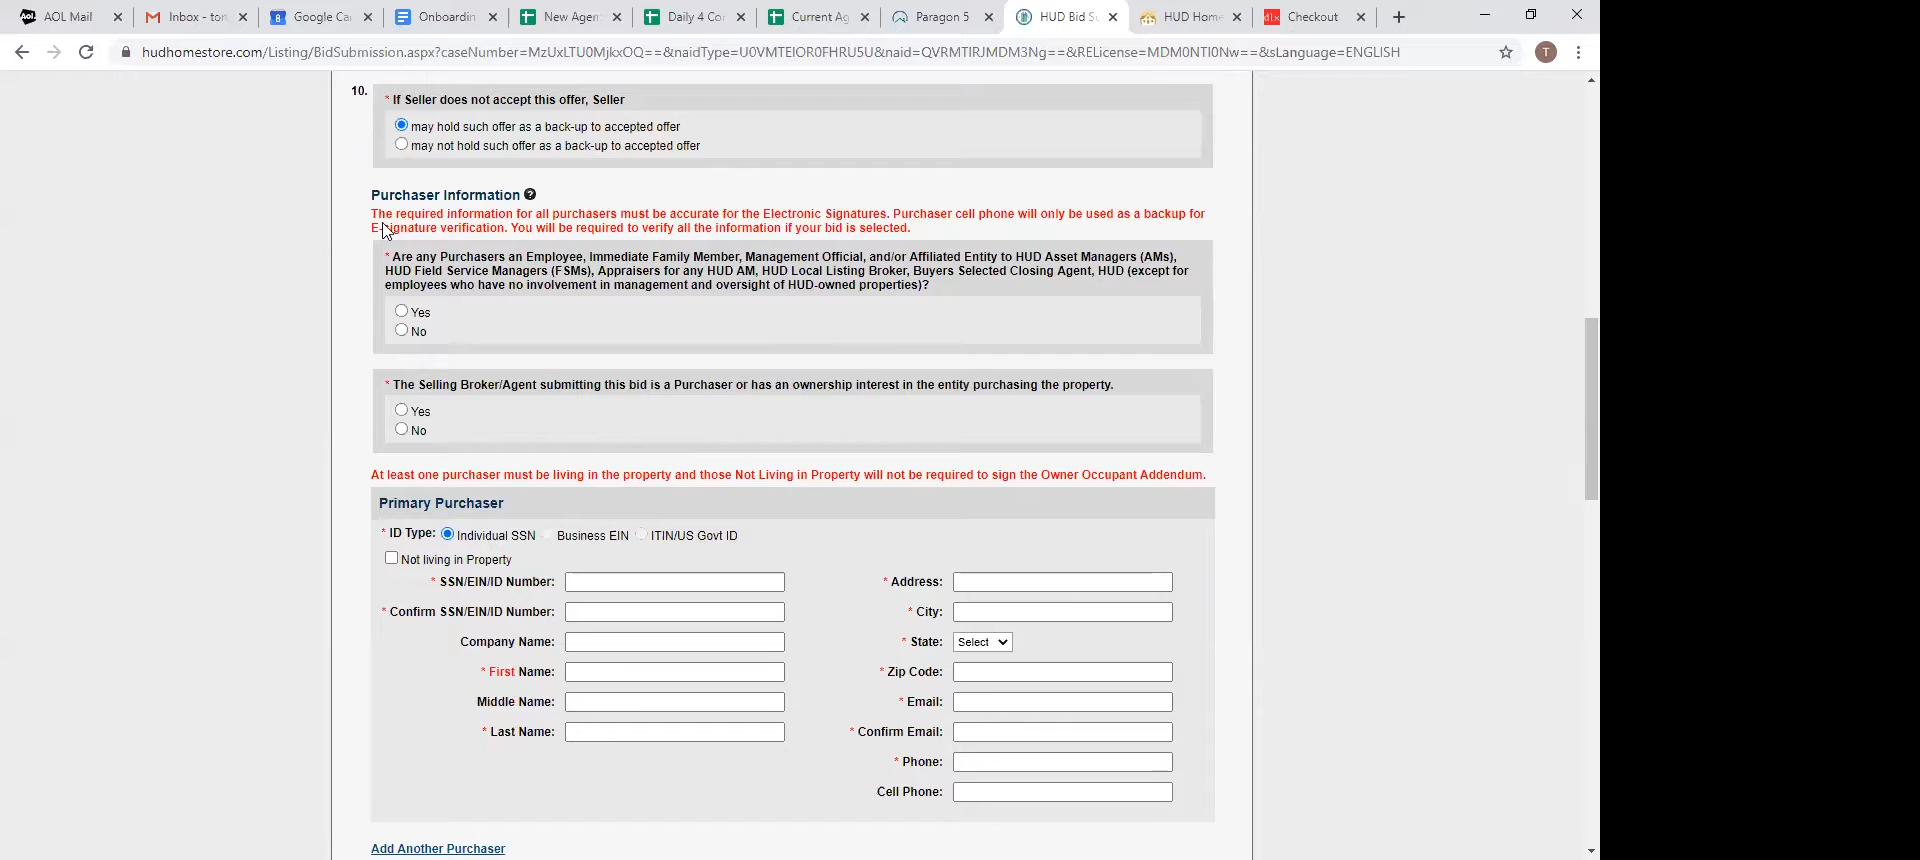 AOL Mail
Inbox - ton
Google Ca
Onboardin
New Agen
Daily 4 Co
Current Ag
Paragon 5
HUD Bid Su
HUD Home
dlx Checkout
hudhomestore.com/Listing/BidSubmission.aspx?caseNumber=MzUxLTU0MjkxOQ==&naidType=U0VMTEIOR0FHRU5U&naid=QVRMTIRJMDM3Ng==&RELicense=MDM0NTI0Nw==&sLanguage=ENGLISH
T
10.
* If Seller does not accept this offer, Seller
may hold such offer as a back-up to accepted offer
may not hold such offer as a back-up to accepted offer
Purchaser Information ?
The required information for all purchasers must be accurate for the Electronic Signatures. Purchaser cell phone will only be used as a backup for
E-signature verification. You will be required to verify all the information if your bid is selected.
* Are any Purchasers an Employee, Immediate Family Member, Management Official, and/or Affiliated Entity to HUD Asset Managers (AMs),
HUD Field Service Managers (FSMs), Appraisers for any HUD AM, HUD Local Listing Broker, Buyers Selected Closing Agent, HUD (except for
employees who have no involvement in management and oversight of HUD-owned properties)?
Yes
No
* The Selling Broker/Agent submitting this bid is a Purchaser or has an ownership interest in the entity purchasing the property.
Yes
No
At least one purchaser must be living in the property and those Not Living in Property will not be required to sign the Owner Occupant Addendum.
Primary Purchaser
* ID Type: Individual SSN Business EIN ITIN/US Govt ID
Not living in Property
* SSN/EIN/ID Number:
* Address:
* Confirm SSN/EIN/ID Number:
* City:
Company Name:
* State: Select
* First Name:
* Zip Code:
Middle Name:
* Email:
* Last Name:
* Confirm Email:
* Phone:
Cell Phone:
Add Another Purchaser